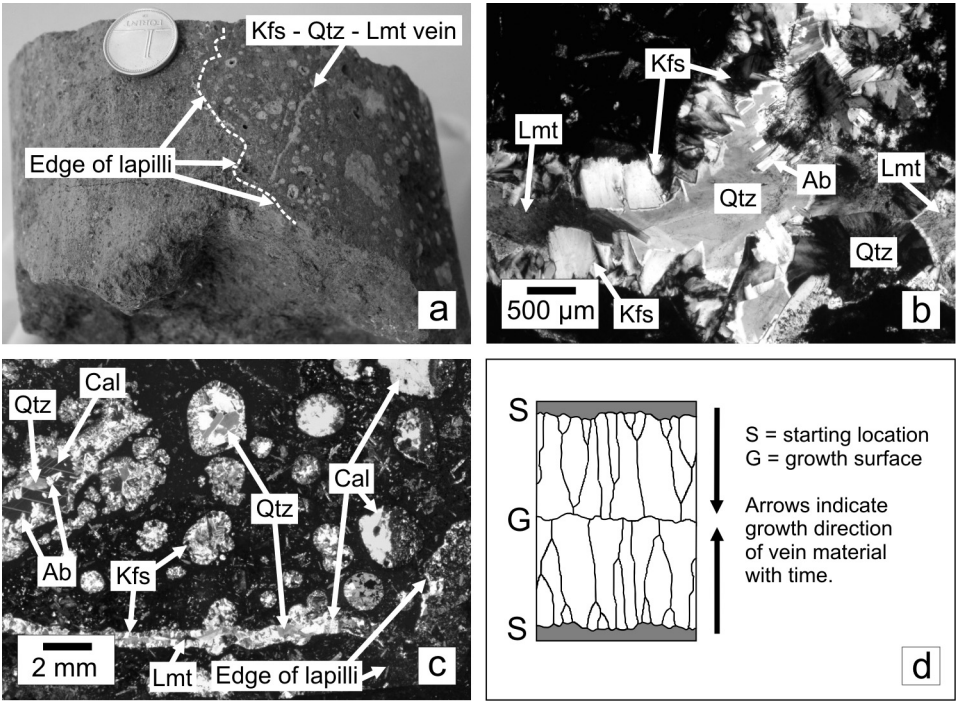 Kfs - Qtz - Lmt vein
Edge of lapilli
a
Kfs
Lmt
Ab
Lmt
Qtz
Qtz
500 µm
Kfs
b
Cal
Qtz
Qtz
Cal
Ab
Kfs
2 mm
Lmt
Edge of lapilli
c
S
G
S
S = starting location
G = growth surface
Arrows indicate
growth direction
of vein material
with time.
d